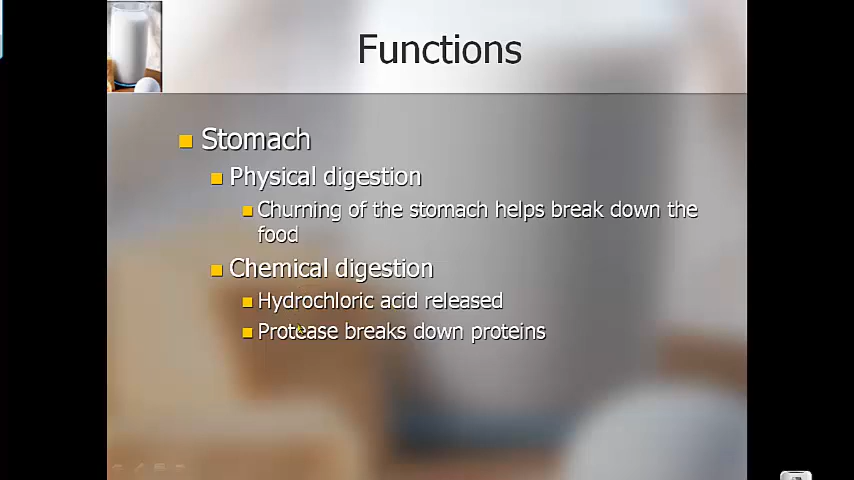 Functions
Stomach
Physical digestion
Churning of the stomach helps break down the
food
Chemical digestion
Hydrochloric acid released
Protease breaks down proteins